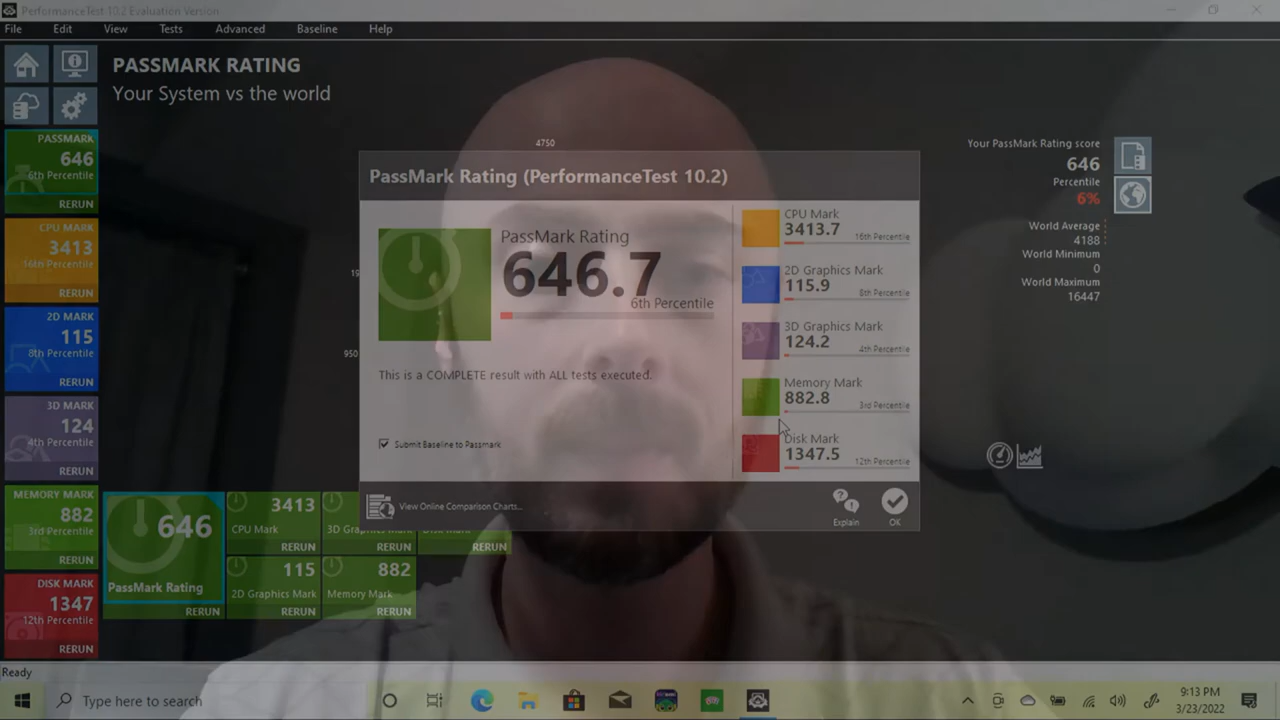 PerformanceTest 10.2 Evaluation Version
File Edit View Tests Advanced Baseline Help
PASSMARK RATING
Your System vs the world
PASSMARK
646
6th Percentile
RERUN
CPU MARK
3413
16th Percentile
RERUN
2D MARK
115
8th Percentile
RERUN
3D MARK
124
4th Percentile
RERUN
MEMORY MARK
882
3rd Percentile
RERUN
DISK MARK
1347
12th Percentile
RERUN
4750
950
PassMark Rating (PerformanceTest 10.2)
PassMark Rating
646.7
6th Percentile
This is a COMPLETE result with ALL tests executed.
Submit Baseline to Passmark
View Online Comparison Charts...
CPU Mark
3413.7
16th Percentile
2D Graphics Mark
115.9
8th Percentile
3D Graphics Mark
124.2
4th Percentile
Memory Mark
882.8
3rd Percentile
Disk Mark
1347.5
12th Percentile
Explain
OK
Your PassMark Rating score
646
Percentile
6%
World Average
4188
World Minimum
0
World Maximum
16447
646
PassMark Rating
RERUN
3413
CPU Mark
RERUN
3D Graphics Mark
RERUN
Disk Mark
RERUN
115
2D Graphics Mark
RERUN
882
Memory Mark
RERUN
Ready
Type here to search
9:13 PM
3/23/2022